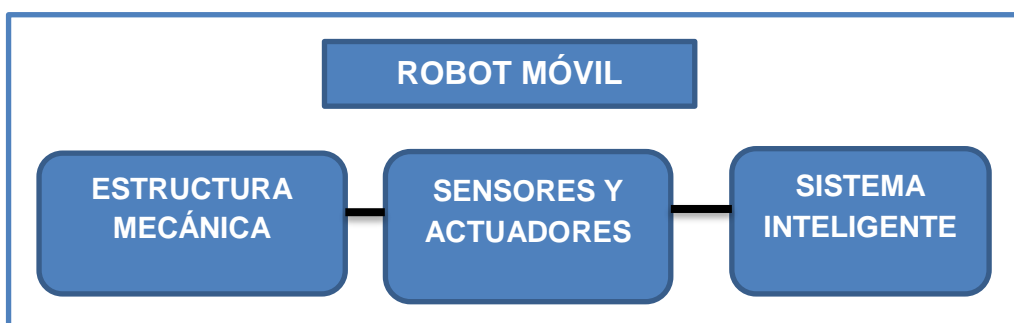 ROBOT MÓVIL
ESTRUCTURA
MECÁNICA
SENSORES Y
ACTUADORES
SISTEMA
INTELIGENTE